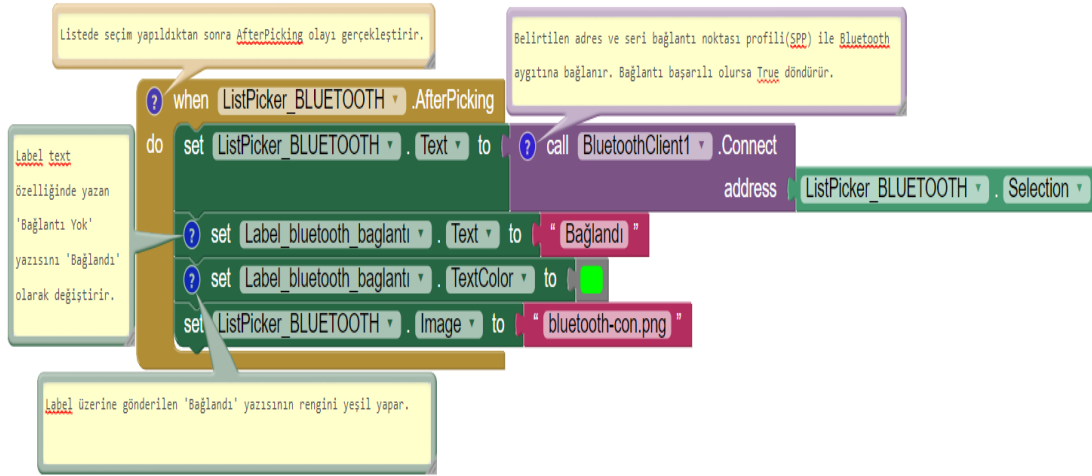 Listede seçim yapıldıktan sonra AfterPicking olayı gerçekleştirir.
Belirtilen adres ve seri bağlantı noktası profili(SPP) ile Bluetooth
aygıtına bağlanır. Bağlantı başarılı olursa True döndürür.
? when ListPicker_BLUETOOTH .AfterPicking
do set ListPicker_BLUETOOTH . Text to ? call BluetoothClient1 .Connect
address ListPicker_BLUETOOTH . Selection
Label text
özelliğinde yazan
'Bağlantı Yok'
yazısını 'Bağlandı'
olarak değiştirir.
? set Label_bluetooth_baglantı . Text to " Bağlandı "
? set Label_bluetooth_baglantı . TextColor to
set ListPicker_BLUETOOTH . Image to " bluetooth-con.png "
Label üzerine gönderilen 'Bağlandı' yazısının rengini yeşil yapar.